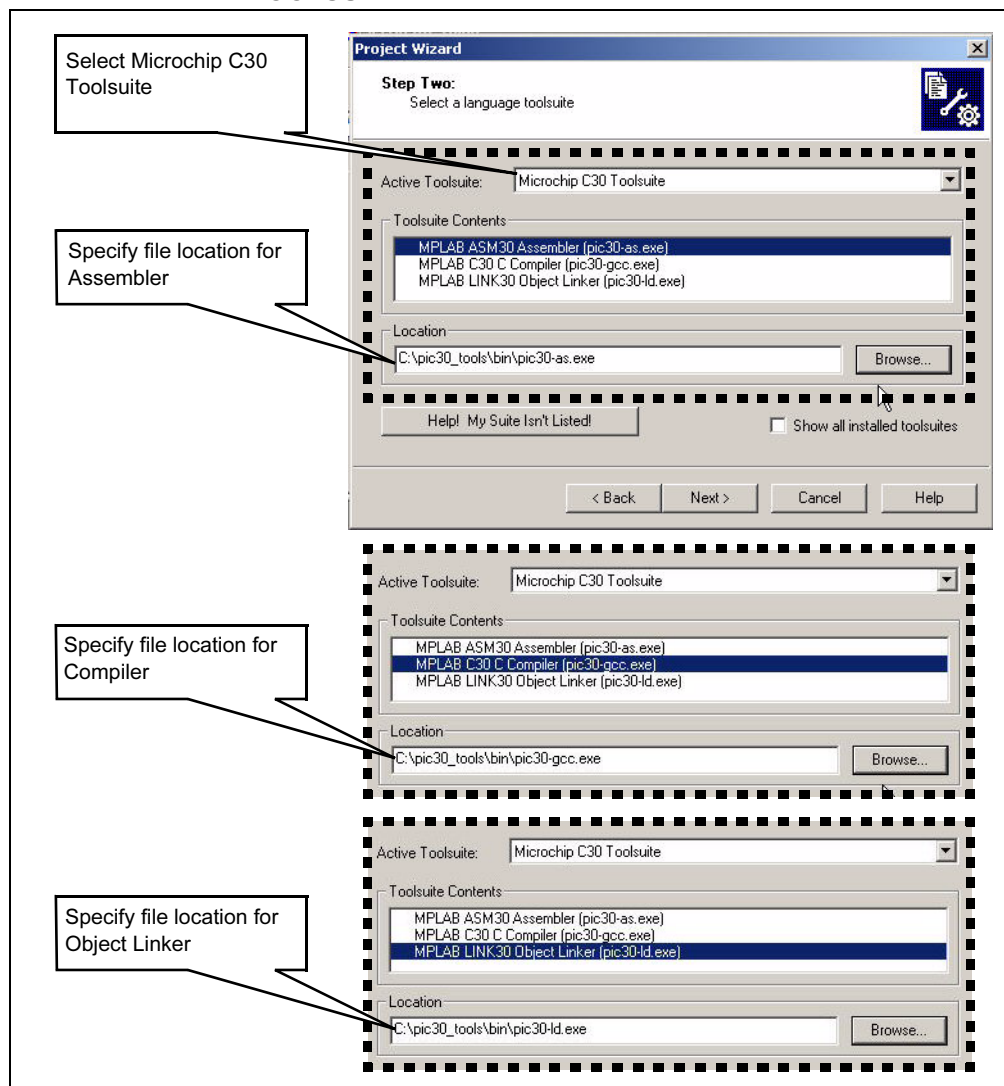 Select Microchip C30
Toolsuite
Project Wizard
Step Two:
Select a language toolsuite
Active Toolsuite:
Microchip C30 Toolsuite
Toolsuite Contents
MPLAB ASM30 Assembler (pic30-as.exe)
MPLAB C30 C Compiler (pic30-gcc.exe)
MPLAB LINK30 Object Linker (pic30-ld.exe)
Specify file location for
Assembler
Location
C:\pic30_tools\bin\pic30-as.exe
Browse...
Help! My Suite Isn't Listed!
Show all installed toolsuites
< Back
Next >
Cancel
Help
Active Toolsuite:
Microchip C30 Toolsuite
Toolsuite Contents
MPLAB ASM30 Assembler (pic30-as.exe)
MPLAB C30 C Compiler (pic30-gcc.exe)
MPLAB LINK30 Object Linker (pic30-ld.exe)
Specify file location for
Compiler
Location
C:\pic30_tools\bin\pic30-gcc.exe
Browse...
Active Toolsuite:
Microchip C30 Toolsuite
Toolsuite Contents
MPLAB ASM30 Assembler (pic30-as.exe)
MPLAB C30 C Compiler (pic30-gcc.exe)
MPLAB LINK30 Object Linker (pic30-ld.exe)
Specify file location for
Object Linker
Location
C:\pic30_tools\bin\pic30-ld.exe
Browse...